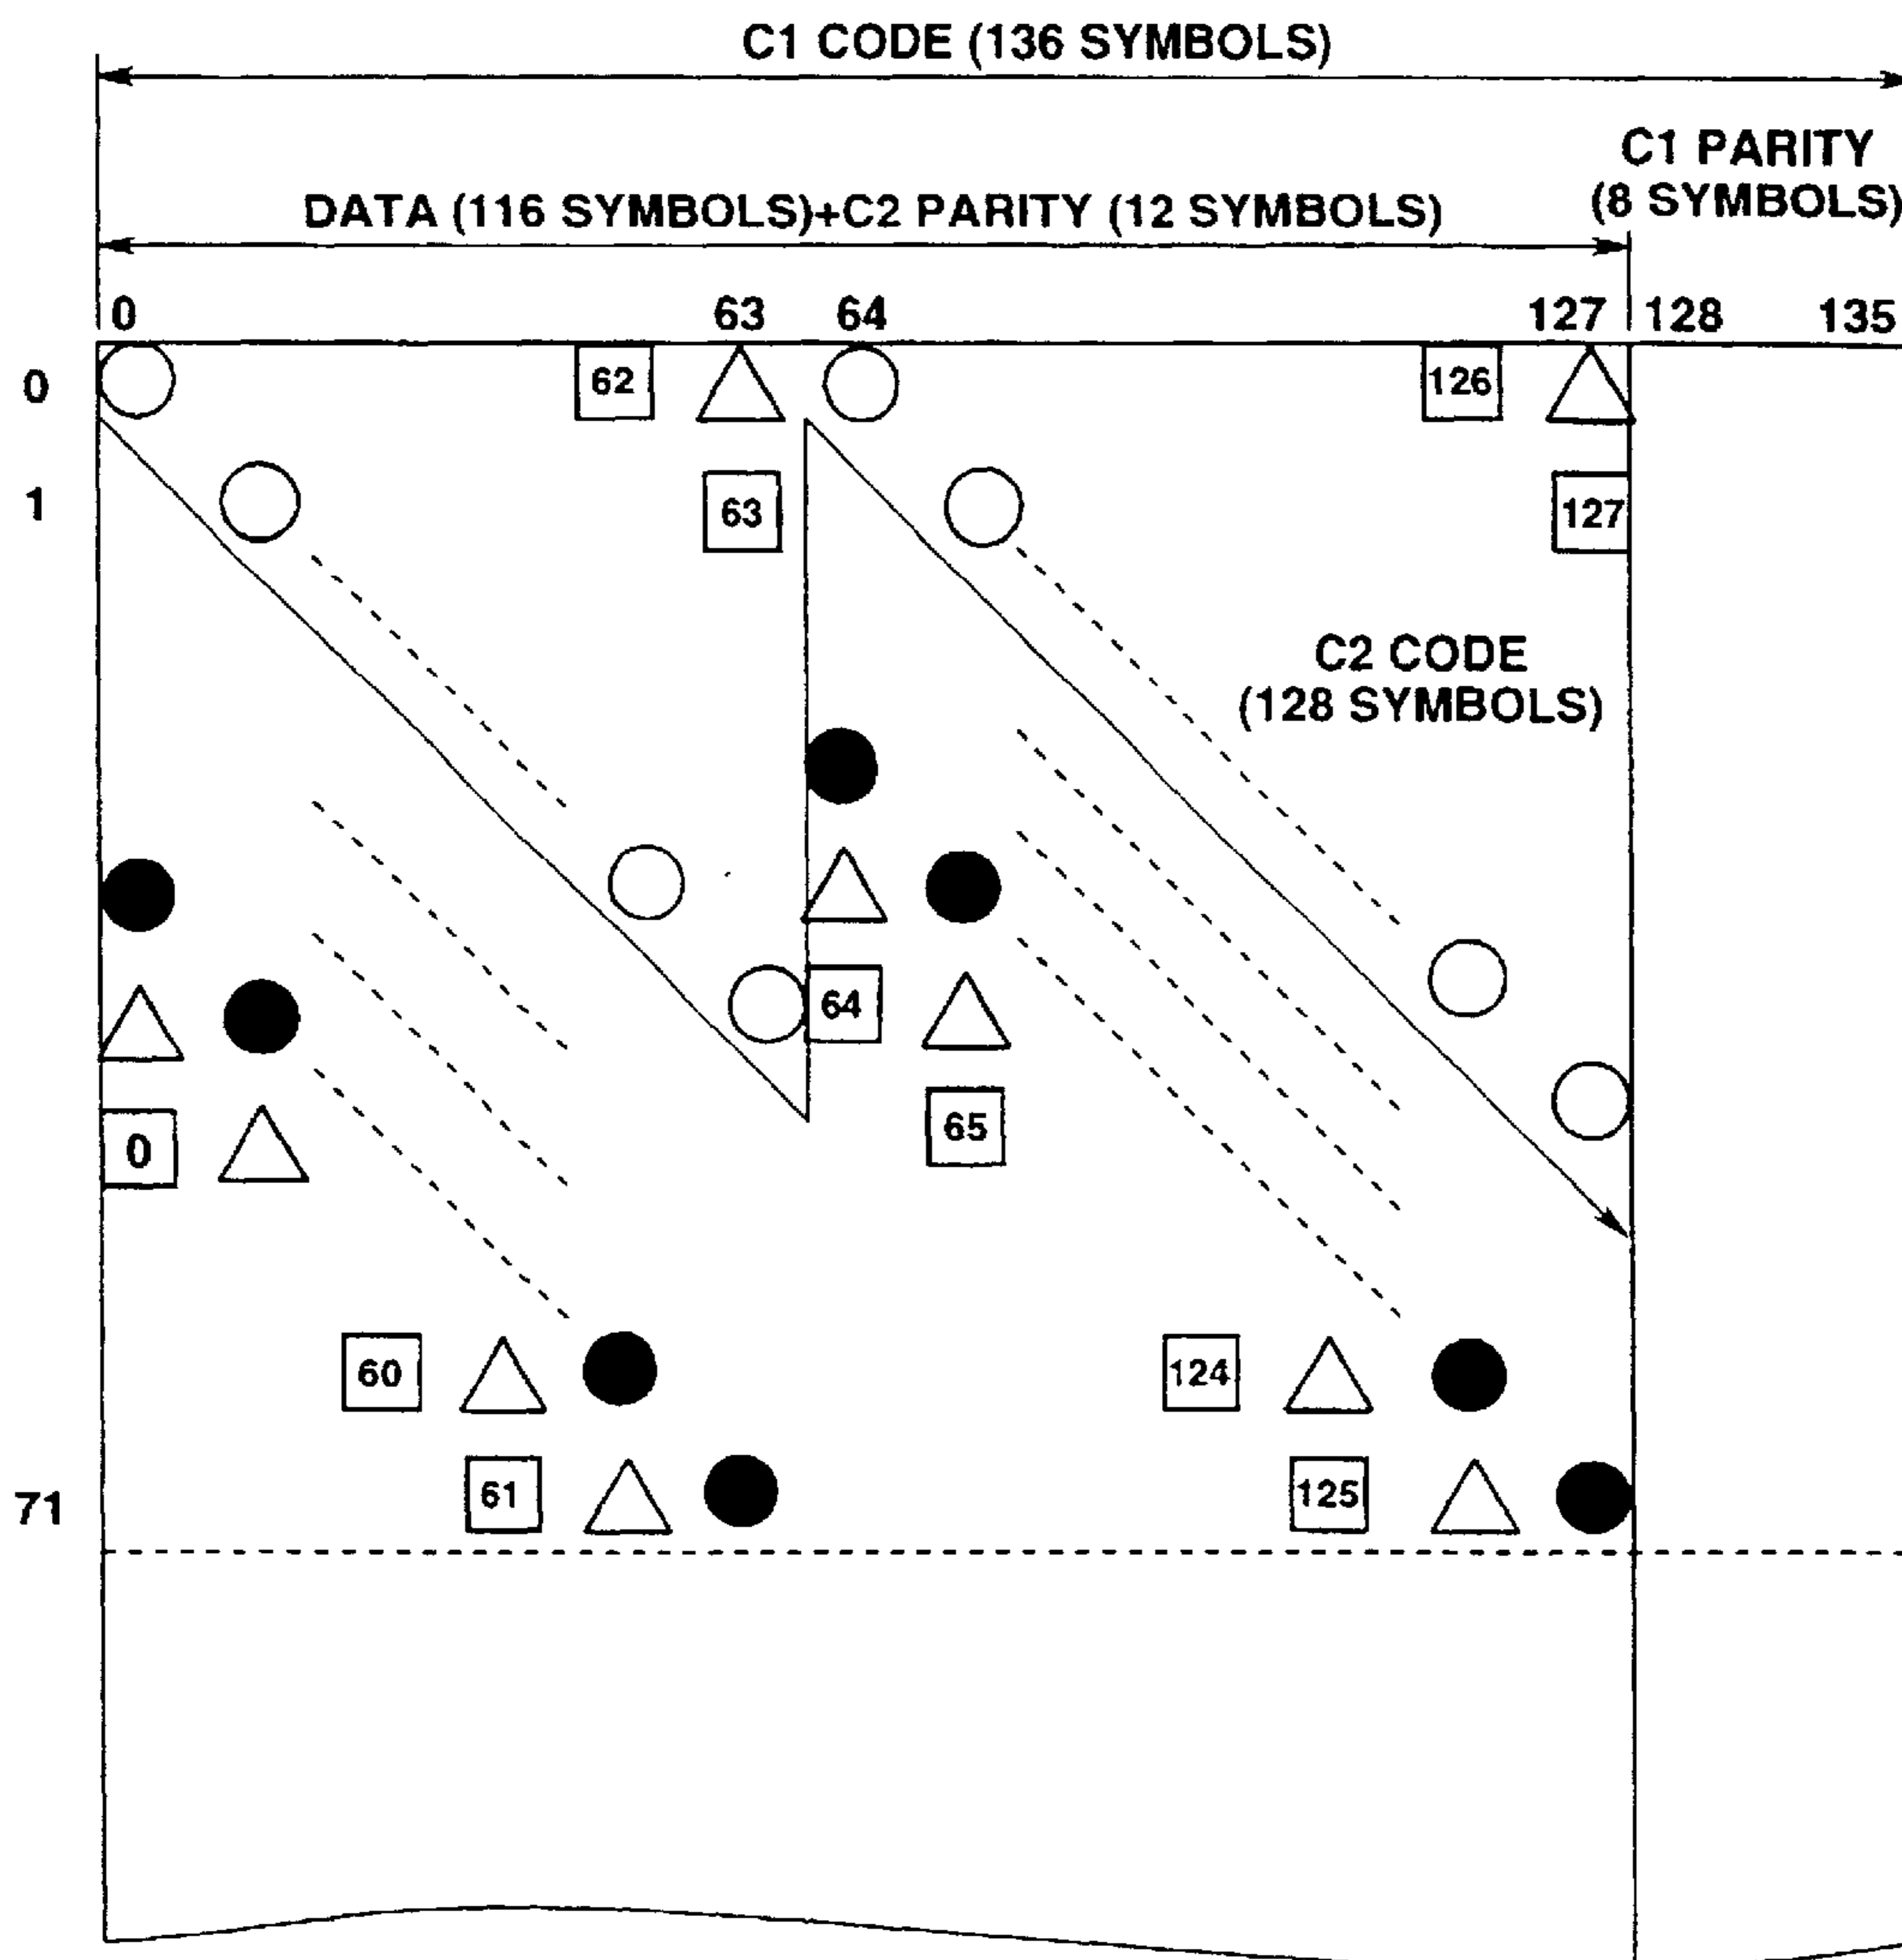 C1 CODE (136 SYMBOLS)
C1 PARITY
(8 SYMBOLS)
DATA (116 SYMBOLS)+C2 PARITY (12 SYMBOLS)
0 63 64 127 128 135
0 62 126
1 63 127
C2 CODE
(128 SYMBOLS)
64
0 65
60 124
71 61 125